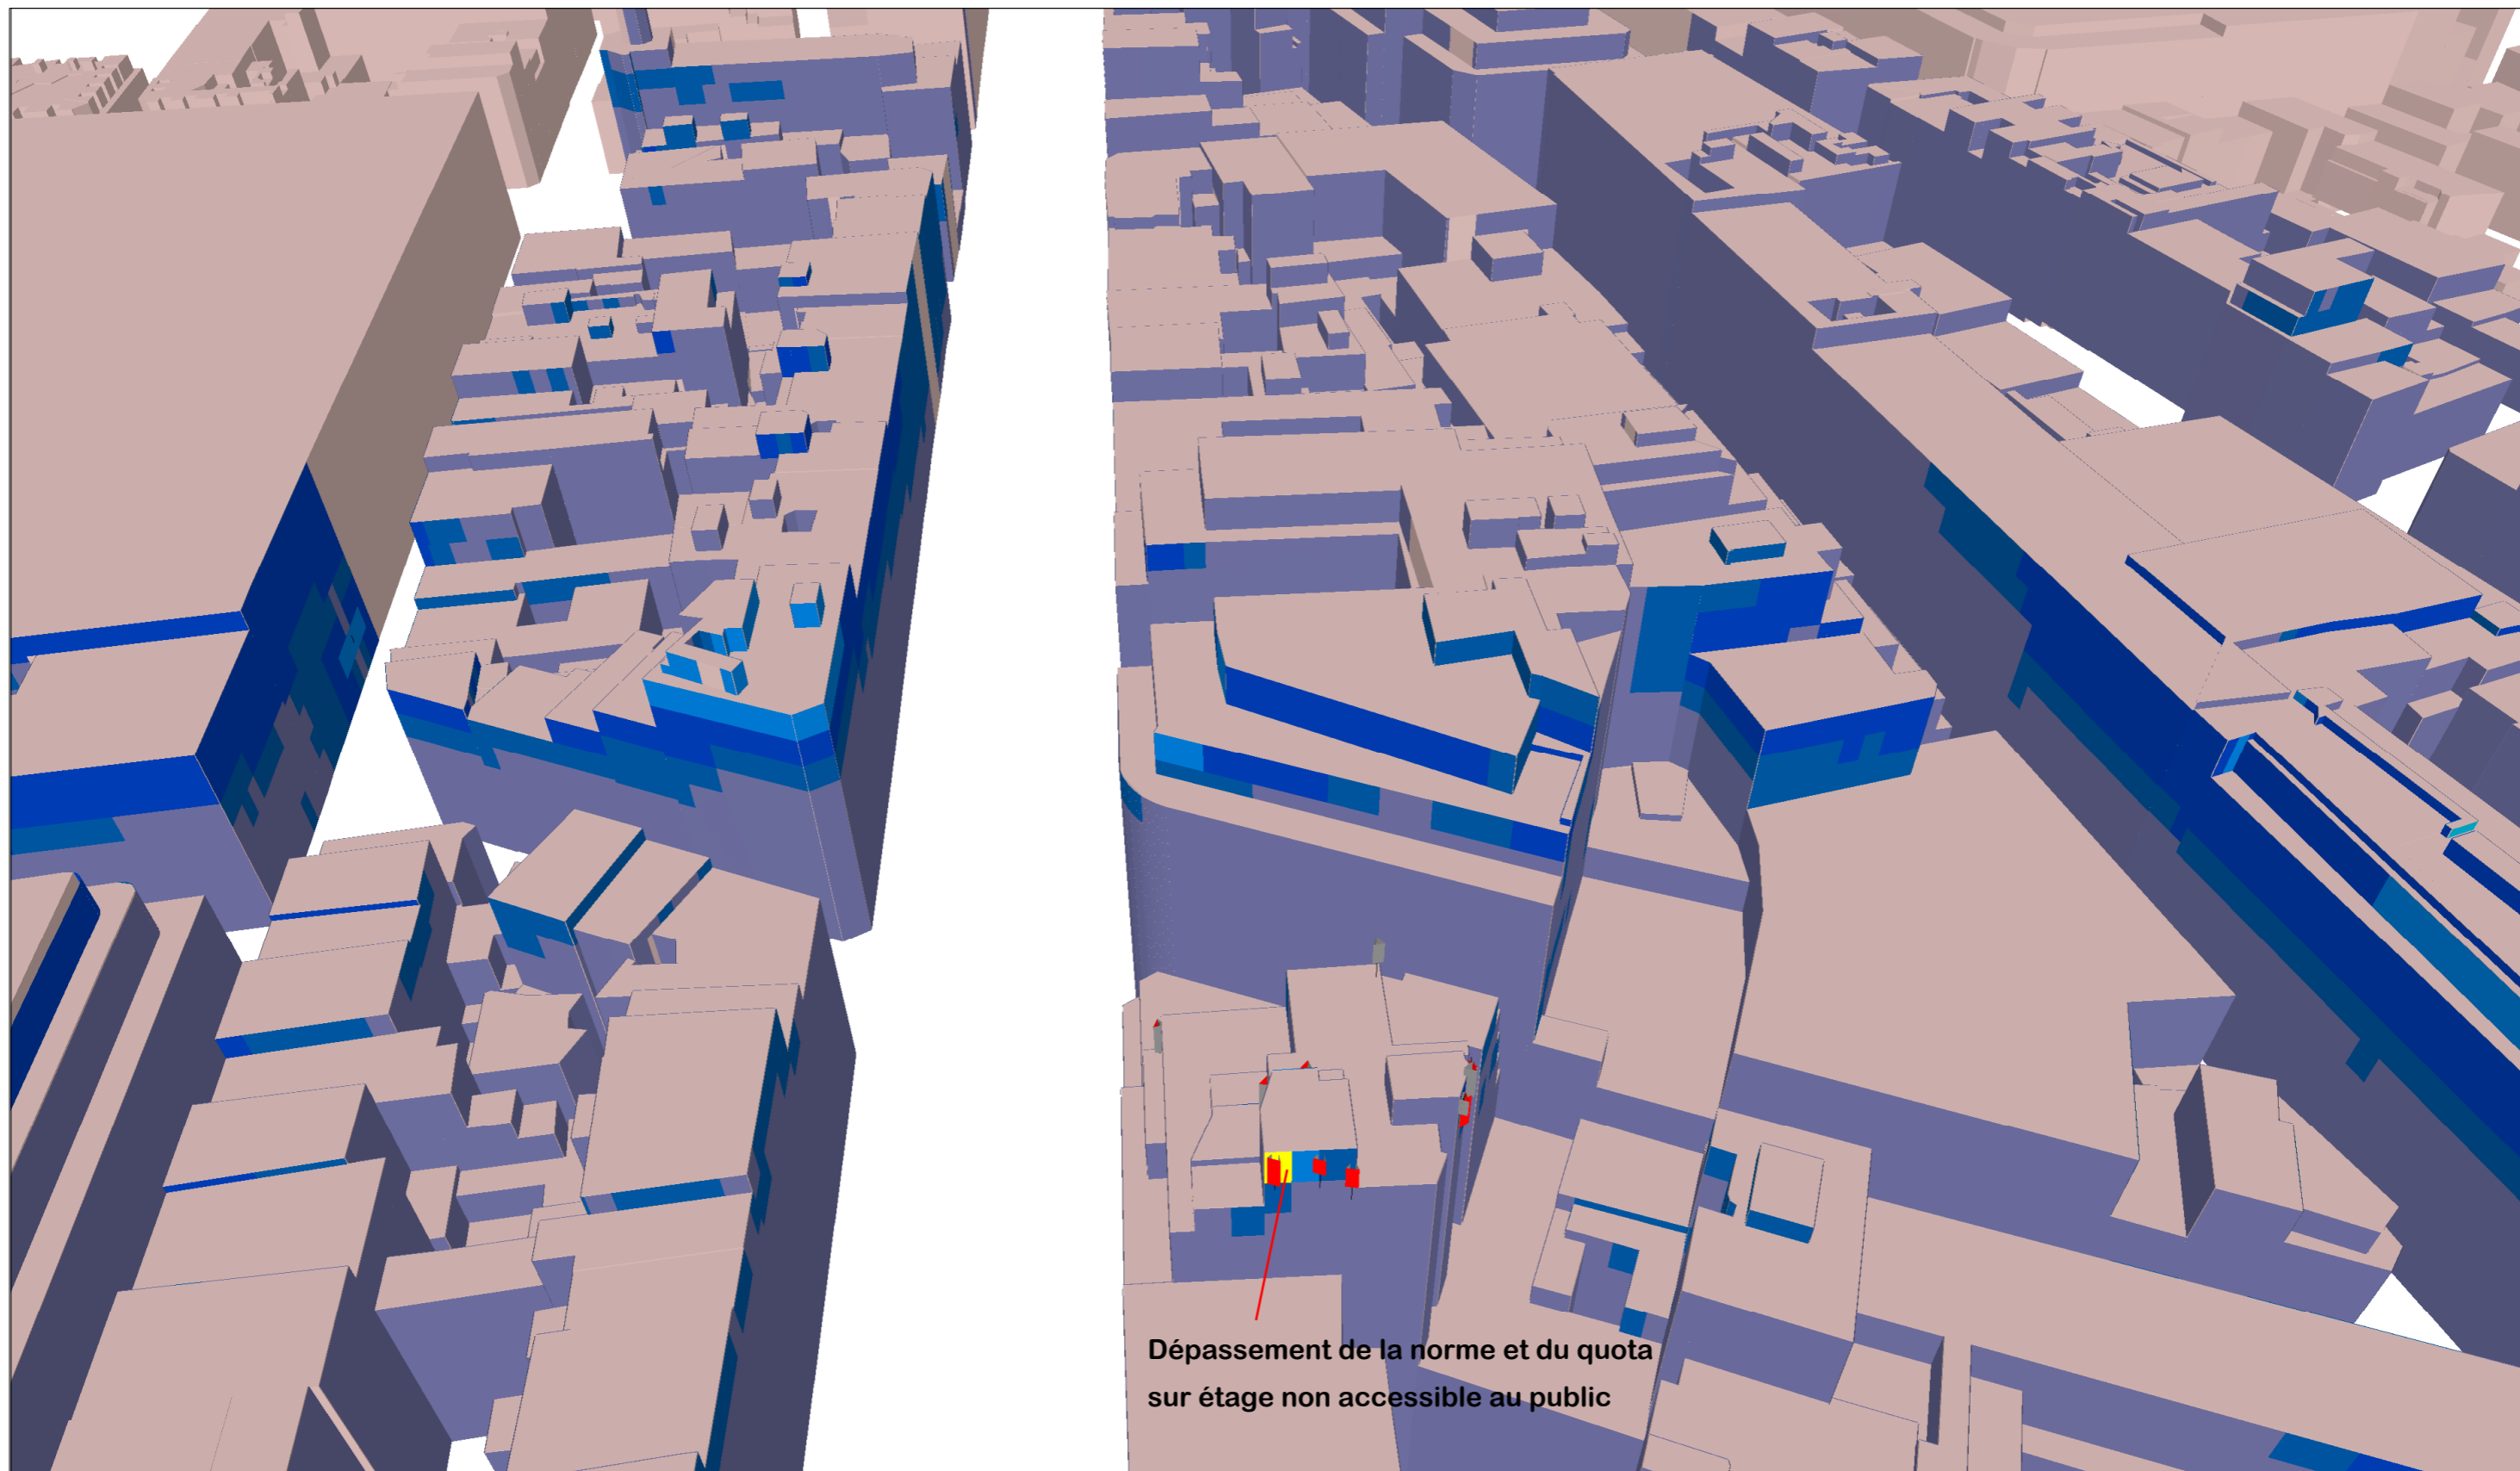 Dépassement de la norme et du quota
sur étage non accessible au public